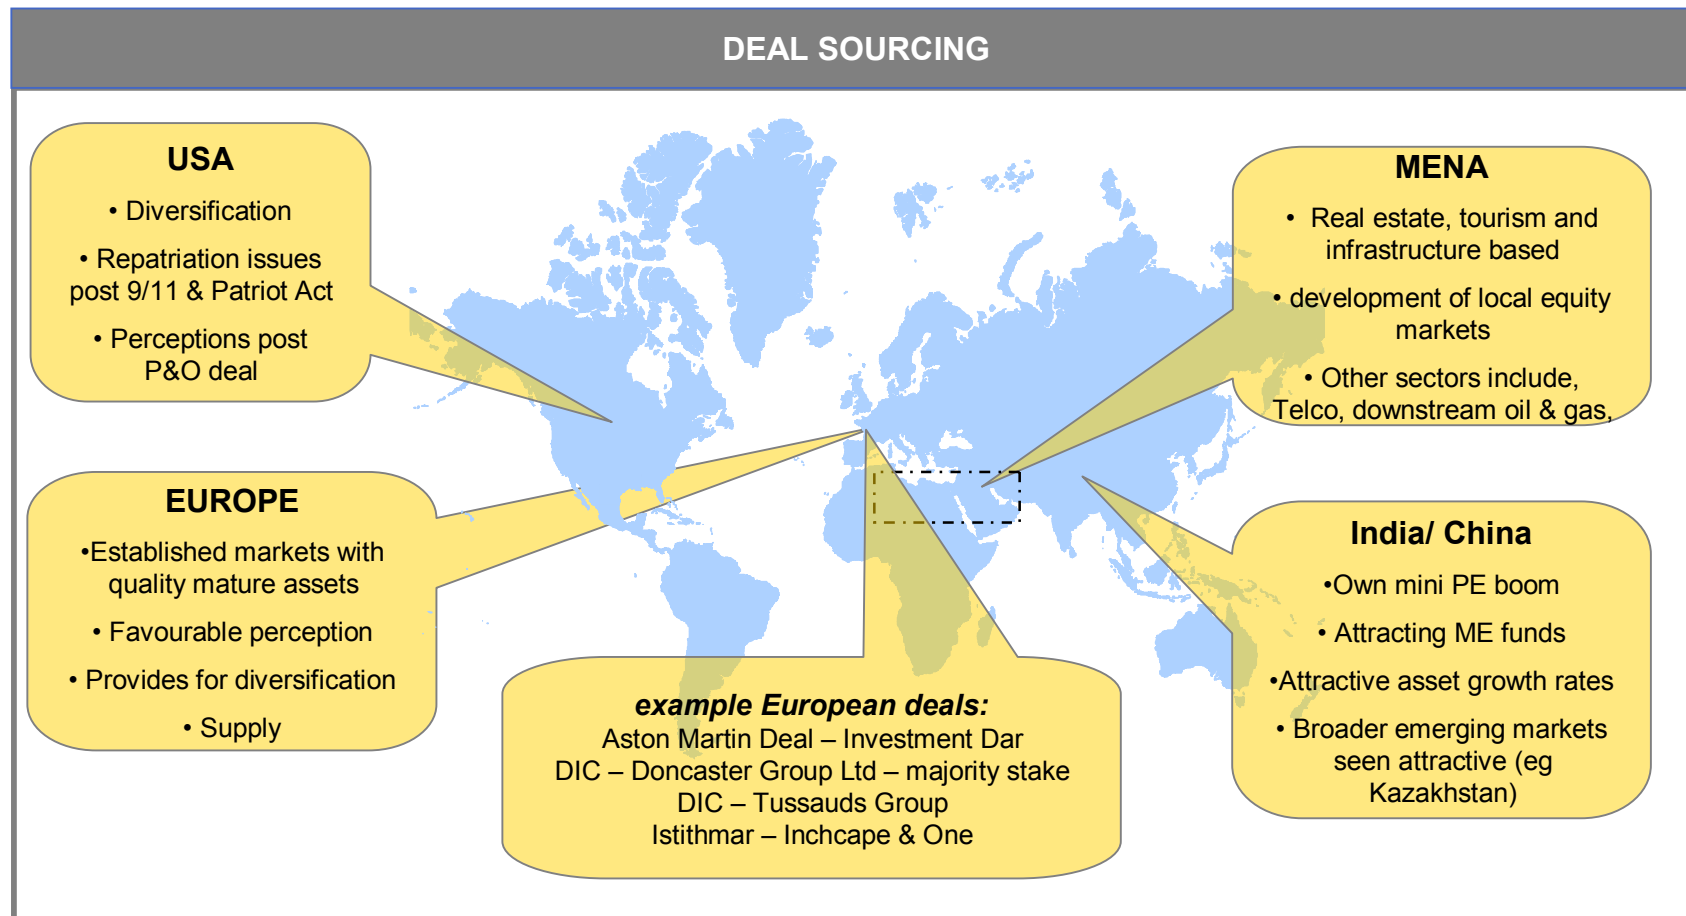 DEAL SOURCING
USA
• Diversification
• Repatriation issues
post 9/11 & Patriot Act
• Perceptions post
P&O deal
MENA
• Real estate, tourism and
infrastructure based
• development of local equity
markets
• Other sectors include,
Telco, downstream oil & gas,
EUROPE
•Established markets with
quality mature assets
• Favourable perception
• Provides for diversification
• Supply
example European deals:
Aston Martin Deal – Investment Dar
DIC – Doncaster Group Ltd – majority stake
DIC – Tussauds Group
Istithmar – Inchcape & One
India/ China
•Own mini PE boom
• Attracting ME funds
•Attractive asset growth rates
• Broader emerging markets
seen attractive (eg
Kazakhstan)